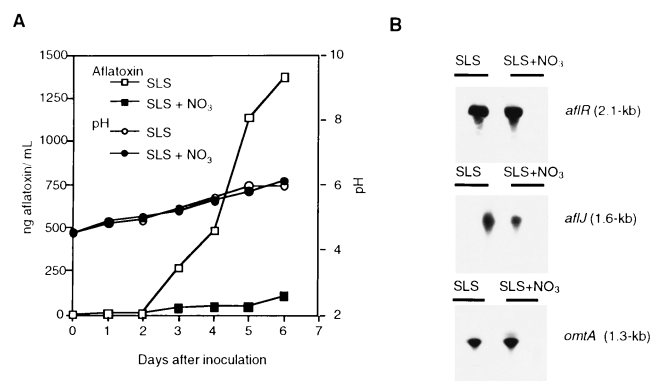 A
1500
1250
1000
750
500
250
0
ng aflatoxin/ mL
Aflatoxin
SLS
SLS + NO3
pH
SLS
SLS + NO3
10
8
6
4
2
pH
0 1 2 3 4 5 6 7
Days after inoculation
B
SLS SLS+NO3
aflR (2.1-kb)
SLS SLS+NO3
aflJ (1.6-kb)
SLS SLS+NO3
omtA (1.3-kb)